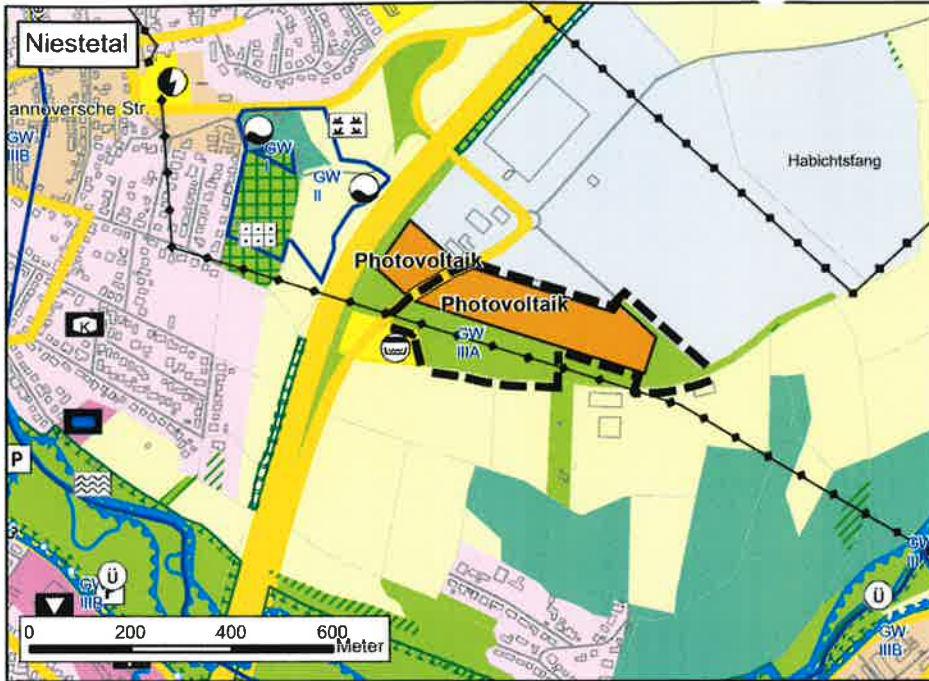 Niestetal
annoversche Str.
GW
IIIB
GW
GW
II
Habichtsfang
Photovoltaik
Photovoltaik
GW
IIIA
K
P
Ü
GW
IIIB
Ü
GW
IIIB
0 200 400 600
Meter